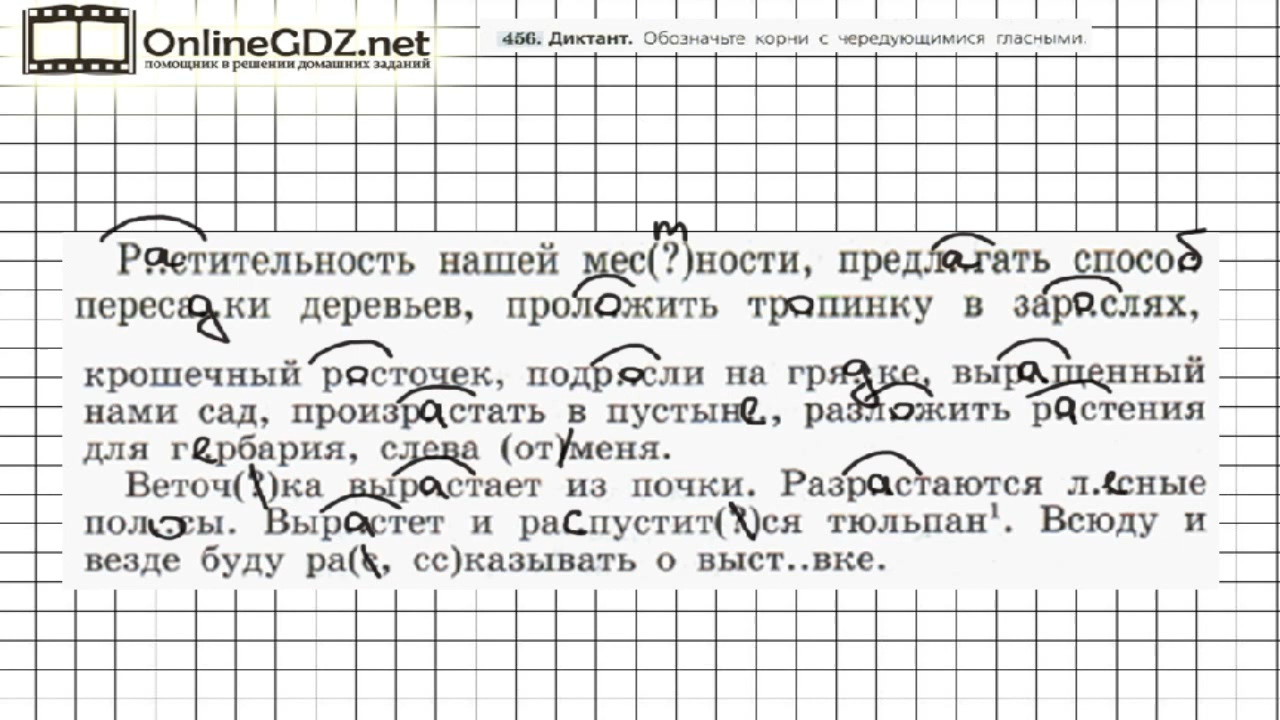 OnlineGDZ.net
помощник в решении домашних заданий
456. Диктант. Обозначьте корни с чередующимися гласными.
Растительность нашей мес(?)ности, предлагать способ
т
пересадки деревьев, проложить тропинку в зарослях,
крошечный росточек, подросли на грядке, выращенный
нами сад, произрастать в пустыне, разложить растения
для гербария, слева (от)/меня.
Веточ(?)ка вырастает из почки. Разрастаются л.есные
полосы. Вырастет и распустит(?)ся тюльпан¹. Всюду и
везде буду ра(с, сс)казывать о выст..вке.